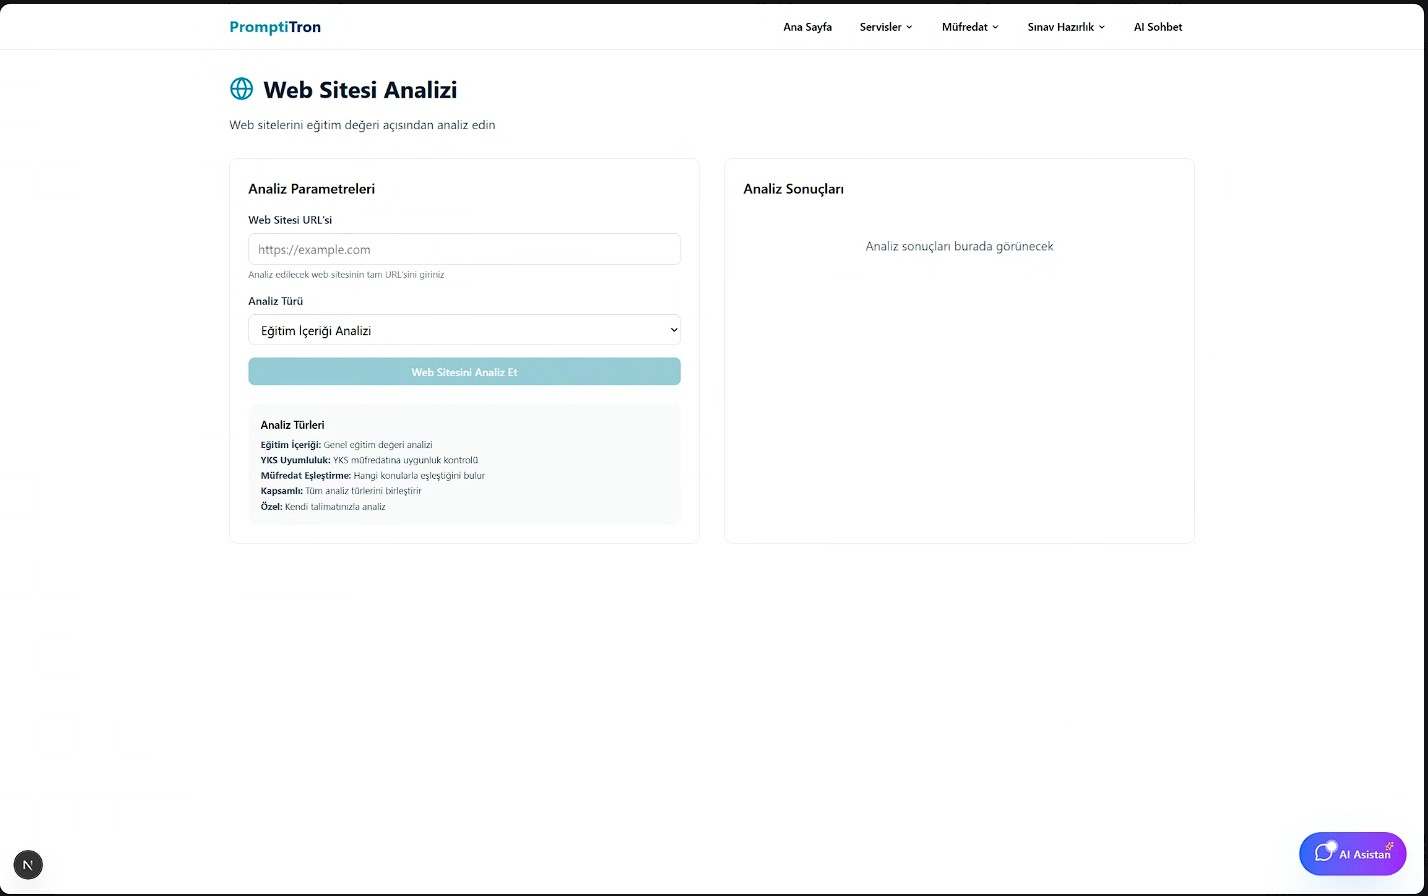 PromptiTron
Ana Sayfa Servisler Müfredat Sınav Hazırlık AI Sohbet
Web Sitesi Analizi
Web sitelerini eğitim değeri açısından analiz edin
Analiz Parametreleri
Web Sitesi URL'si
https://example.com
Analiz edilecek web sitesinin tam URL'sini giriniz
Analiz Türü
Eğitim İçeriği Analizi
Web Sitesini Analiz Et
Analiz Türleri
Eğitim İçeriği: Genel eğitim değeri analizi
YKS Uyumluluk: YKS müfredatına uygunluk kontrolü
Müfredat Eşleştirme: Hangi konularla eşleştiğini bulur
Kapsamlı: Tüm analiz türlerini birleştirir
Özel: Kendi talimatınızla analiz
Analiz Sonuçları
Analiz sonuçları burada görünecek
N
AI Asistan